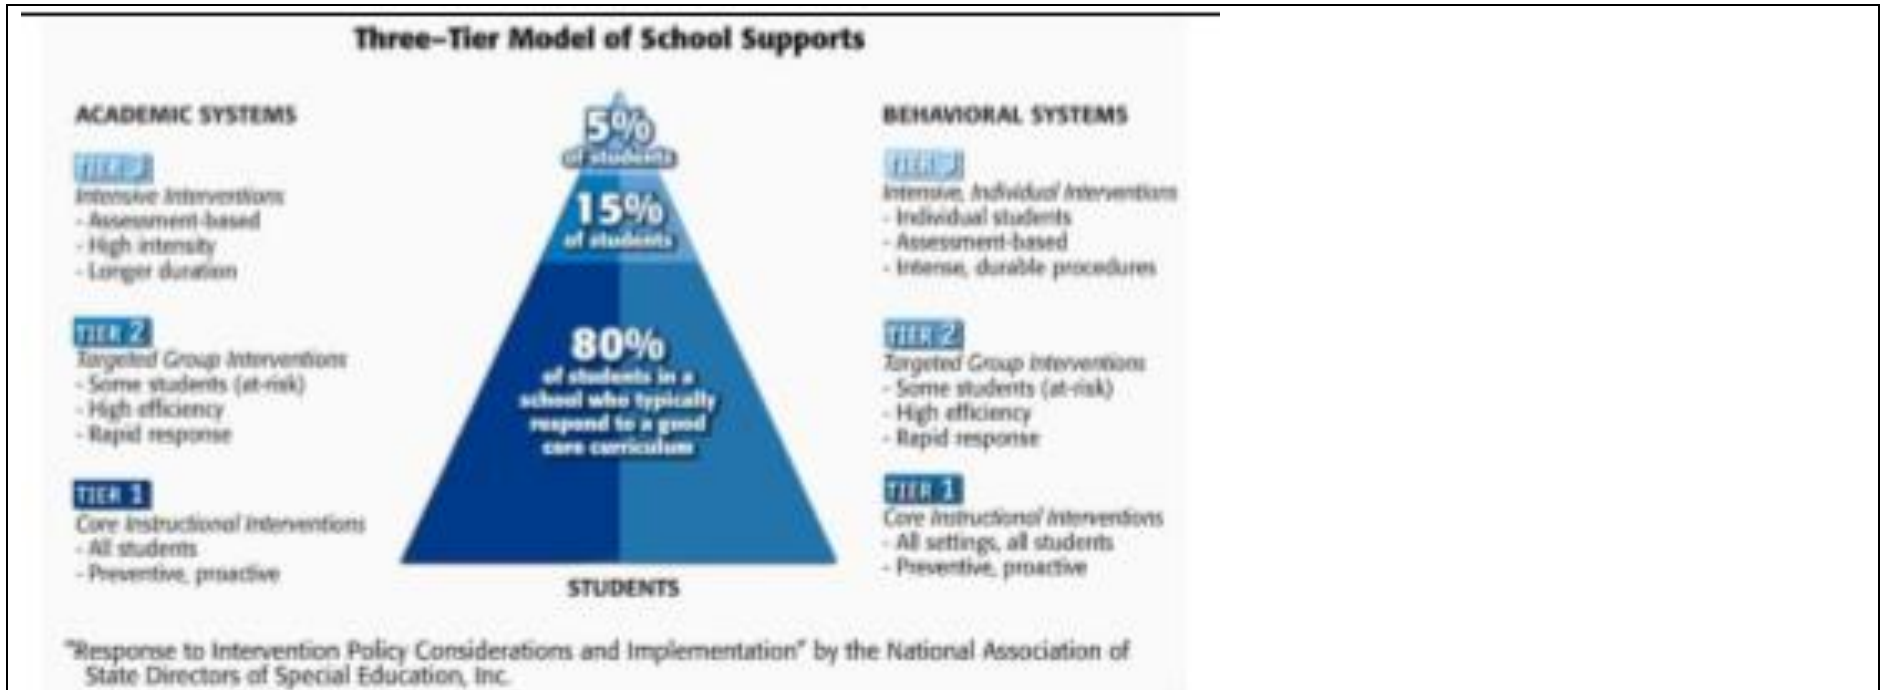 Three-Tier Model of School Supports
ACADEMIC SYSTEMS
TIER 3
Intensive Interventions
- Assessment-based
- High intensity
- Longer duration
TIER 2
Targeted Group Interventions
- Some students (at-risk)
- High efficiency
- Rapid response
TIER 1
Core Instructional Interventions
- All students
- Preventive, proactive
5%
of students
15%
of students
80%
of students in a
school who typically
respond to a good
core curriculum
STUDENTS
BEHAVIORAL SYSTEMS
TIER 3
Intensive, Individual Interventions
- Individual students
- Assessment-based
- Intense, durable procedures
TIER 2
Targeted Group Interventions
- Some students (at-risk)
- High efficiency
- Rapid response
TIER 1
Core Instructional Interventions
- All settings, all students
- Preventive, proactive
"Response to Intervention Policy Considerations and Implementation" by the National Association of
State Directors of Special Education, Inc.